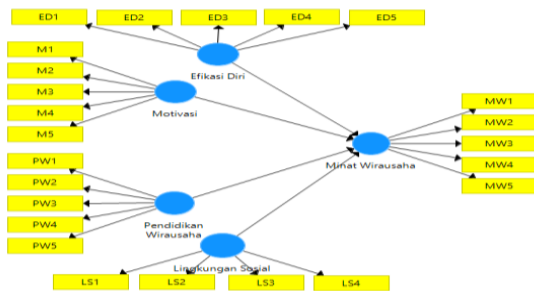 ED1 ED2 ED3 ED4 ED5
Efikasi Diri
M1
M2
M3
M4
M5
Motivasi
MW1
MW2
MW3
MW4
MW5
Minat Wirausaha
PW1
PW2
PW3
PW4
PW5
Pendidikan
Wirausaha
Lingkungan Sosial
LS1 LS2 LS3 LS4